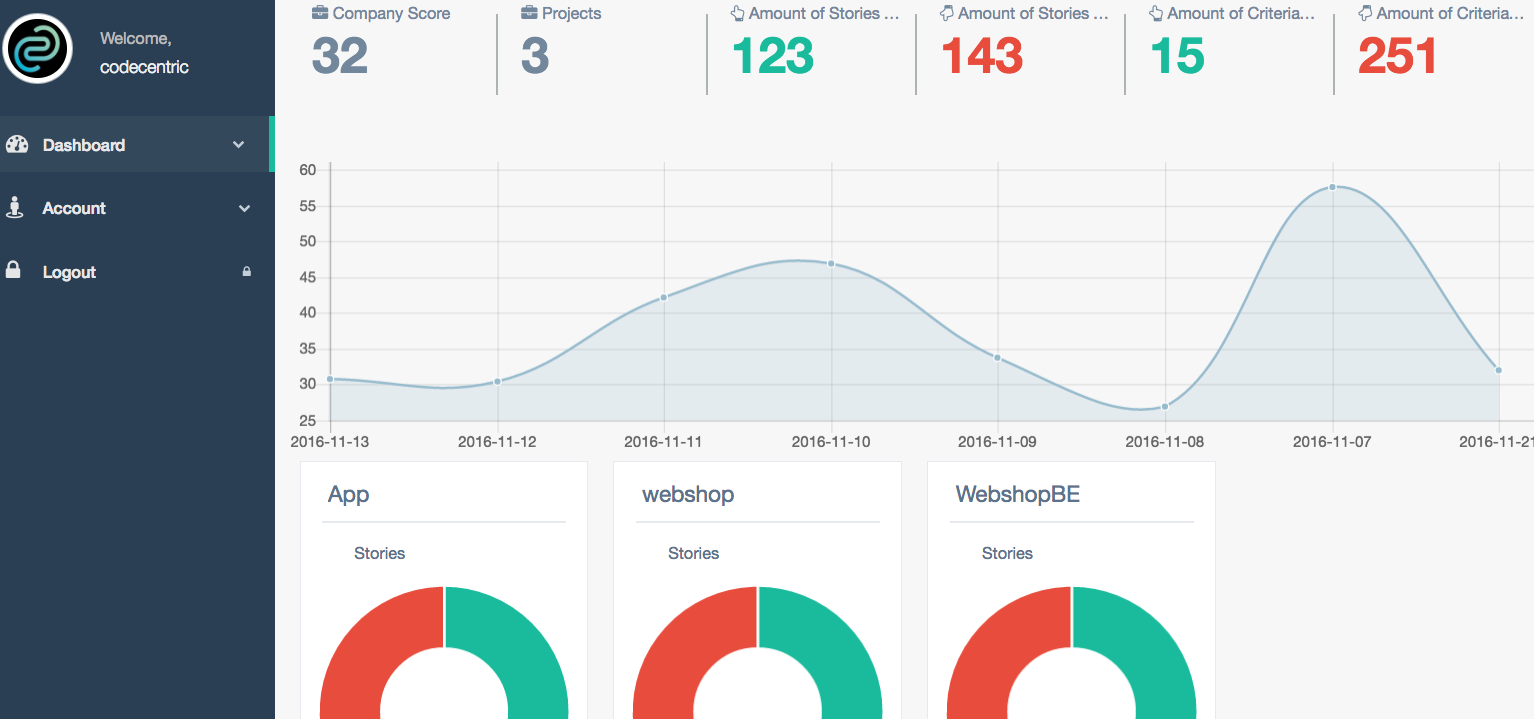 Welcome,
codecentric
Dashboard
Account
Logout
Company Score
32
Projects
3
Amount of Stories ...
123
Amount of Stories ...
143
Amount of Criteria...
15
Amount of Criteria...
251
60
55
50
45
40
35
30
25
2016-11-13 2016-11-12 2016-11-11 2016-11-10 2016-11-09 2016-11-08 2016-11-07 2016-11-21
App
Stories
webshop
Stories
WebshopBE
Stories